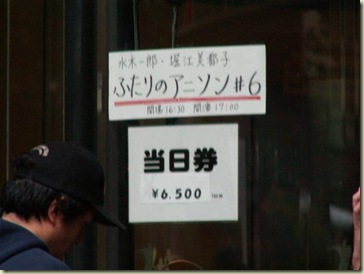 水木一郎・堀江美都子
ふたりのアニソン#6
開場16:30 開演17:00
当日券
¥6,500